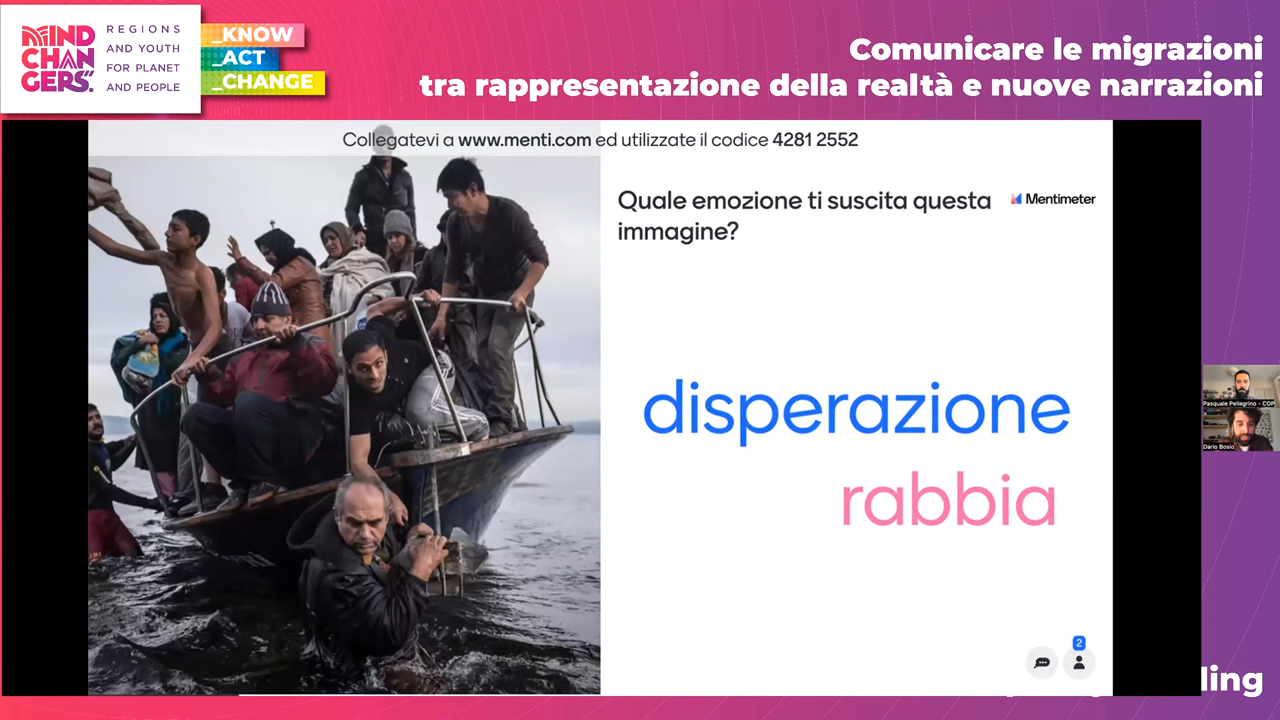 MIND
CHAN
GERS
REGIONS
AND YOUTH
FOR PLANET
AND PEOPLE
_KNOW
_ACT
_CHANGE
Comunicare le migrazioni
tra rappresentazione della realtà e nuove narrazioni
Collegatevi a www.menti.com ed utilizzate il codice 4281 2552
Quale emozione ti suscita questa
immagine?
Mentimeter
disperazione
rabbia
Pasquale Pellegrino - COP
Dario Bosio
2
ling